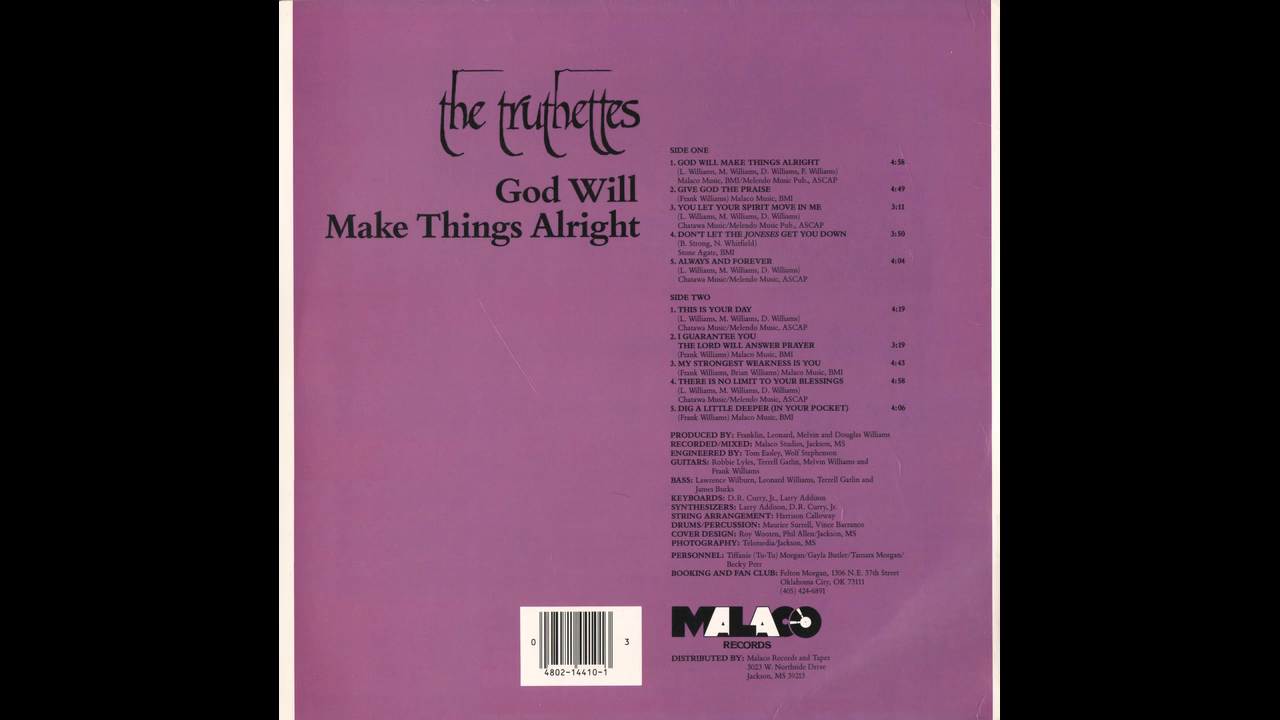 the truthettes
God Will
Make Things Alright
SIDE ONE
1. GOD WILL MAKE THINGS ALRIGHT 4:58
(L. Williams, M. Williams, D. Williams, F. Williams)
Malaco Music, BMI/Melendo Music Pub., ASCAP
2. GIVE GOD THE PRAISE 4:49
(Frank Williams) Malaco Music, BMI
3. YOU LET YOUR SPIRIT MOVE IN ME 3:11
(L. Williams, M. Williams, D. Williams)
Chatawa Music/Melendo Music Pub., ASCAP
4. DON'T LET THE JONESES GET YOU DOWN 3:50
(B. Strong, N. Whitfield)
Stone Agate, BMI
5. ALWAYS AND FOREVER 4:04
(L. Williams, M. Williams, D. Williams)
Chatawa Music/Melendo Music, ASCAP
SIDE TWO
1. THIS IS YOUR DAY 4:19
(L. Williams, M. Williams, D. Williams)
Chatawa Music/Melendo Music, ASCAP
2. I GUARANTEE YOU
THE LORD WILL ANSWER PRAYER 3:19
(Frank Williams) Malaco Music, BMI
3. MY STRONGEST WEAKNESS IS YOU 4:43
(Frank Williams, Brian Williams) Malaco Music, BMI
4. THERE IS NO LIMIT TO YOUR BLESSINGS 4:58
(L. Williams, M. Williams, D. Williams)
Chatawa Music/Melendo Music, ASCAP
5. DIG A LITTLE DEEPER (IN YOUR POCKET) 4:06
(Frank Williams) Malaco Music, BMI
PRODUCED BY: Franklin, Leonard, Melvin and Douglas Williams
RECORDED/MIXED: Malaco Studios, Jackson, MS
ENGINEERED BY: Tom Easley, Wolf Stephenson
GUITARS: Robbie Lyles, Terrell Gatlin, Melvin Williams and
Frank Williams
BASS: Lawrence Wilburn, Leonard Williams, Terrell Gatlin and
James Burks
KEYBOARDS: D.R. Curry, Jr., Larry Addison
SYNTHESIZERS: Larry Addison, D.R. Curry, Jr.
STRING ARRANGEMENT: Harrison Calloway
DRUMS/PERCUSSION: Maurice Surrell, Vince Barranco
COVER DESIGN: Roy Wooten, Phil Allen/Jackson, MS
PHOTOGRAPHY: Telemedia/Jackson, MS
PERSONNEL: Tiffanie (Tu-Tu) Morgan/Gayla Butler/Tamara Morgan/
Becky Perr
BOOKING AND FAN CLUB: Felton Morgan, 1306 N.E. 37th Street
Oklahoma City, OK 73111
(405) 424-6891
MALACO
RECORDS
DISTRIBUTED BY: Malaco Records and Tapes
3023 W. Northside Drive
Jackson, MS 39213
0 3
4802-14410-1